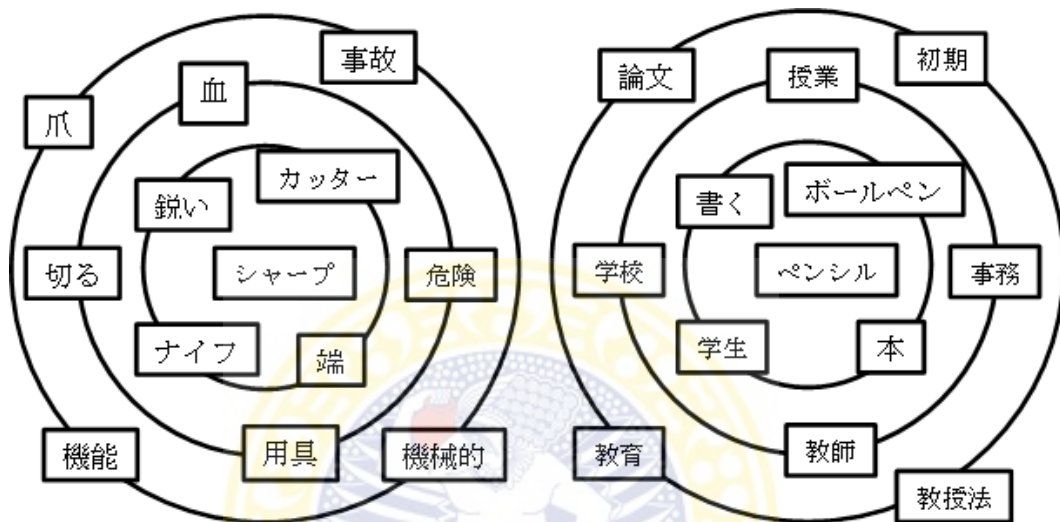 事故
血
爪
カッター
鋭い
切る
シャープ
危険
ナイフ
端
機能
用具
機械的
初期
論文
授業
ボールペン
書く
学校
ペンシル
事務
学生
本
教育
教師
教授法